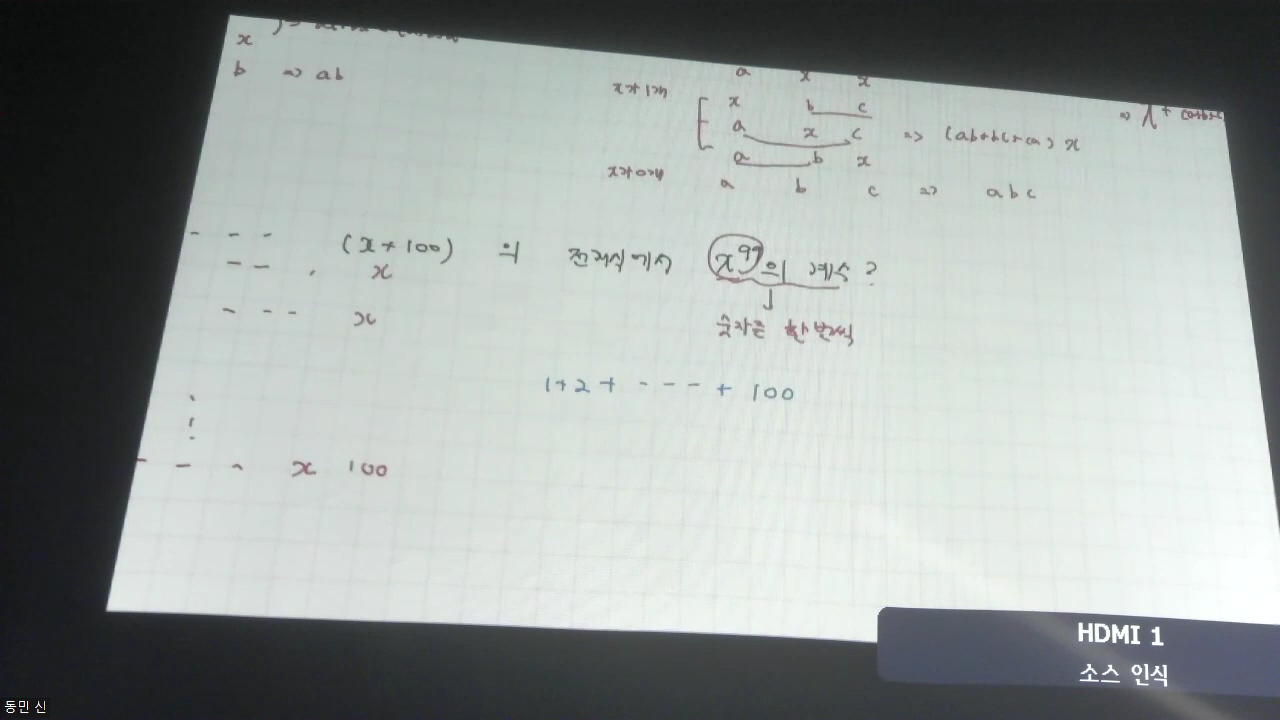 x
b ⇒ ab
a x x
x가 1개
x b c
a x c ⇒ (ab+bc+ca) x
a b x
x가 0개
a b c ⇒ abc
- - - (x+100) 의 전개식에서 x⁹⁹의 계수?
- - . x
↓
- - - x 숫자는 한번씩
1+2+ - - - + 100
- - - x 100
HDMI 1
소스 인식
동민 신